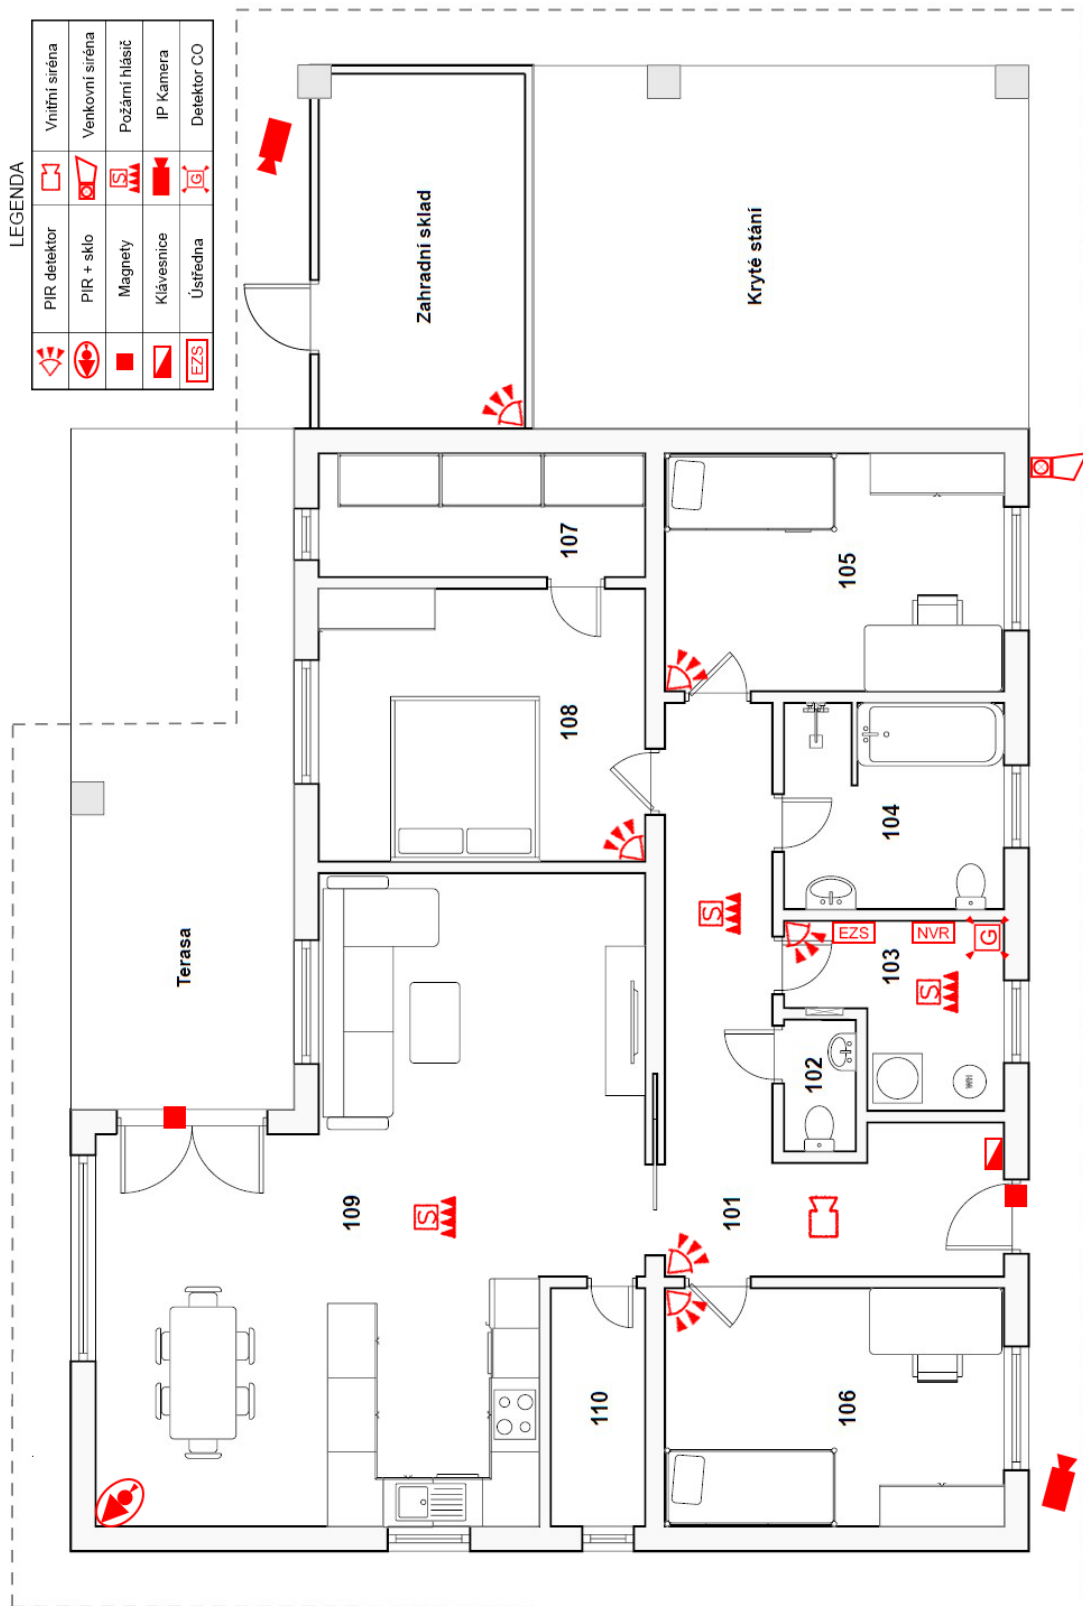 LEGENDA
PIR detektor
Vnitřní siréna
PIR + sklo
Venkovní siréna
Magnety
S
Požární hlásič
Klávesnice
IP Kamera
EZS
Ústředna
G
Detektor CO
Zahradní sklad
Kryté stání
Terasa
107
105
108
104
S
EZS
NVR
G
103
S
102
WH
109
S
101
110
106